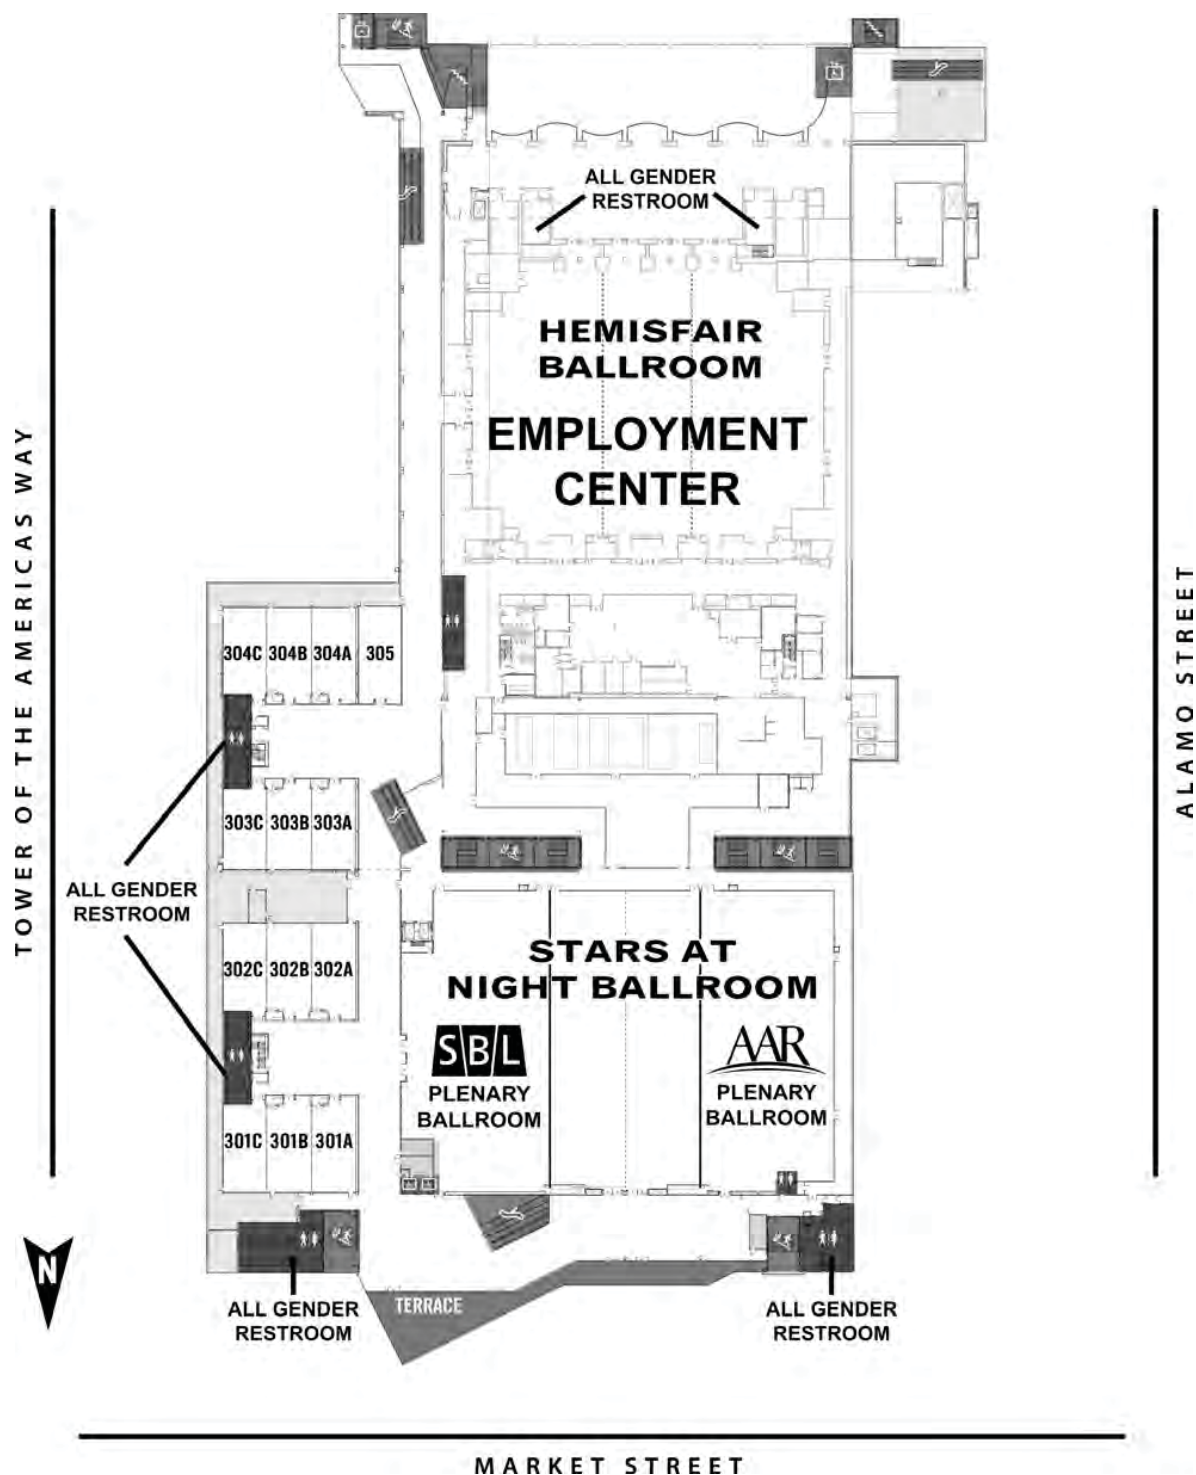 ALL GENDER
RESTROOM
HEMISFAIR
BALLROOM
EMPLOYMENT
CENTER
TOWER OF THE AMERICAS WAY
ALAMO STREET
304C 304B 304A 305
303C 303B 303A
ALL GENDER
RESTROOM
302C 302B 302A
STARS AT
NIGHT BALLROOM
SBL
PLENARY
BALLROOM
AAR
PLENARY
BALLROOM
301C 301B 301A
N
TERRACE
ALL GENDER
RESTROOM
ALL GENDER
RESTROOM
MARKET STREET